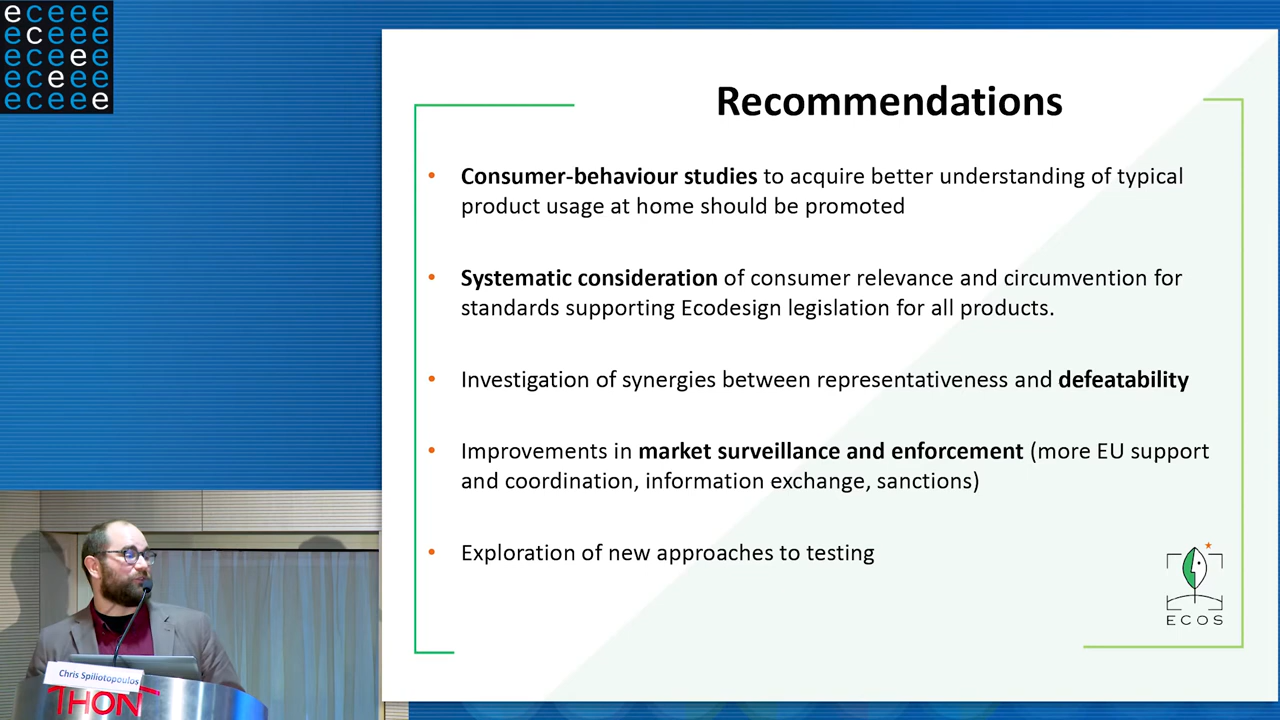 eceee
eceee
eceee
eceee
eceee
Recommendations
• Consumer-behaviour studies to acquire better understanding of typical
product usage at home should be promoted
• Systematic consideration of consumer relevance and circumvention for
standards supporting Ecodesign legislation for all products.
• Investigation of synergies between representativeness and defeatability
• Improvements in market surveillance and enforcement (more EU support
and coordination, information exchange, sanctions)
• Exploration of new approaches to testing
ECOS
Chris Spiliotopoulos
THON